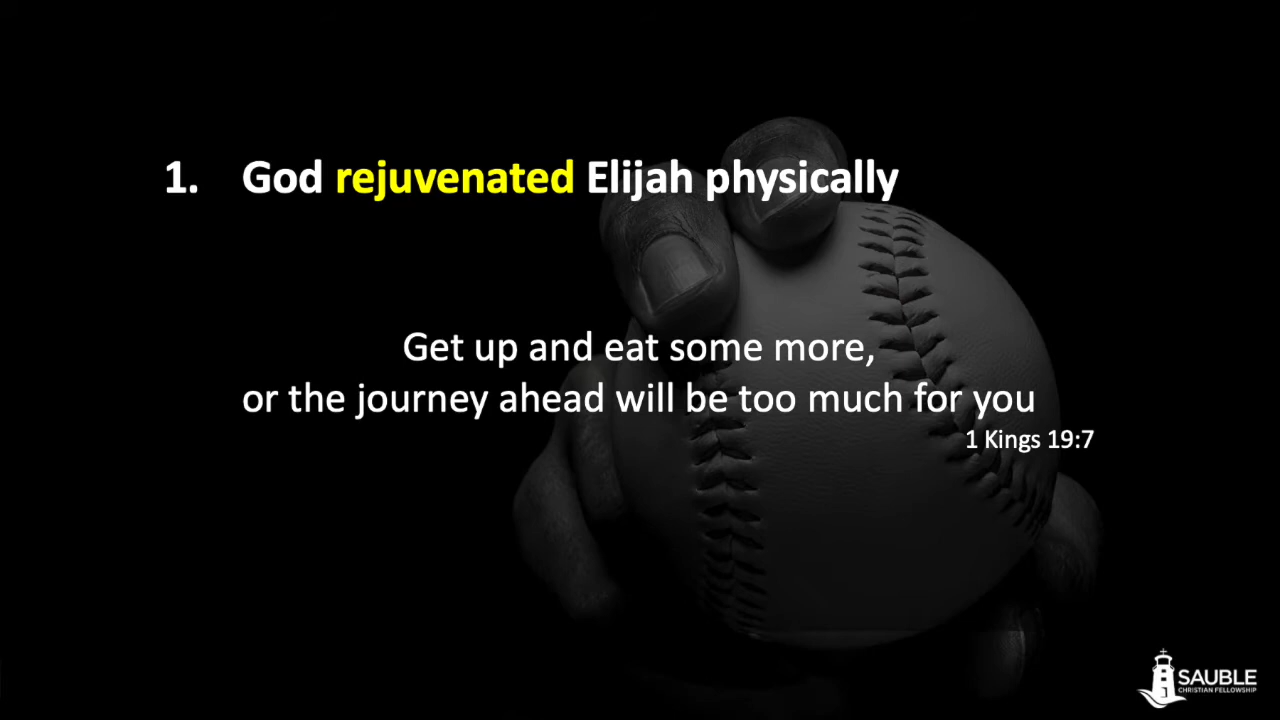 1. God rejuvenated Elijah physically
Get up and eat some more,
or the journey ahead will be too much for you
1 Kings 19:7
SAUBLE
CHRISTIAN FELLOWSHIP